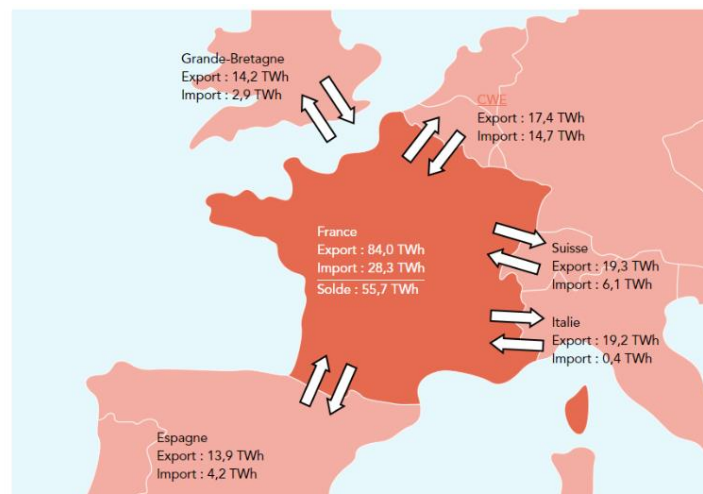 Grande-Bretagne
Export : 14,2 TWh
Import : 2,9 TWh
CWE
Export : 17,4 TWh
Import : 14,7 TWh
France
Export : 84,0 TWh
Import : 28,3 TWh
Solde : 55,7 TWh
Suisse
Export : 19,3 TWh
Import : 6,1 TWh
Italie
Export : 19,2 TWh
Import : 0,4 TWh
Espagne
Export : 13,9 TWh
Import : 4,2 TWh